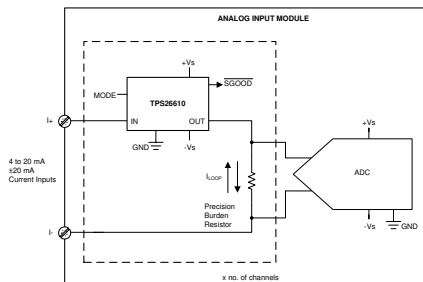 ANALOG INPUT MODULE
+Vs
SGOOD
MODE
TPS26610
I+
IN
OUT
+Vs
GND
-Vs
4 to 20 mA
±20 mA
Current Inputs
ILOOP
ADC
Precision
Burden
Resistor
-Vs
GND
I-
x no. of channels